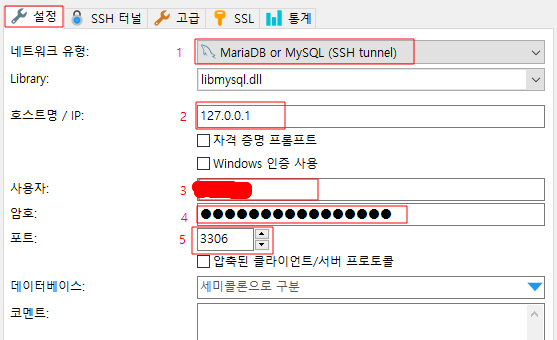 설정 SSH 터널 고급 SSL 통계
네트워크 유형: 1 MariaDB or MySQL (SSH tunnel)
Library: libmysql.dll
호스트명 / IP: 2 127.0.0.1
자격 증명 프롬프트
Windows 인증 사용
사용자: 3
암호: 4 ●●●●●●●●●●●●●●●●
포트: 5 3306
압축된 클라이언트/서버 프로토콜
데이터베이스: 세미콜론으로 구분
코멘트: